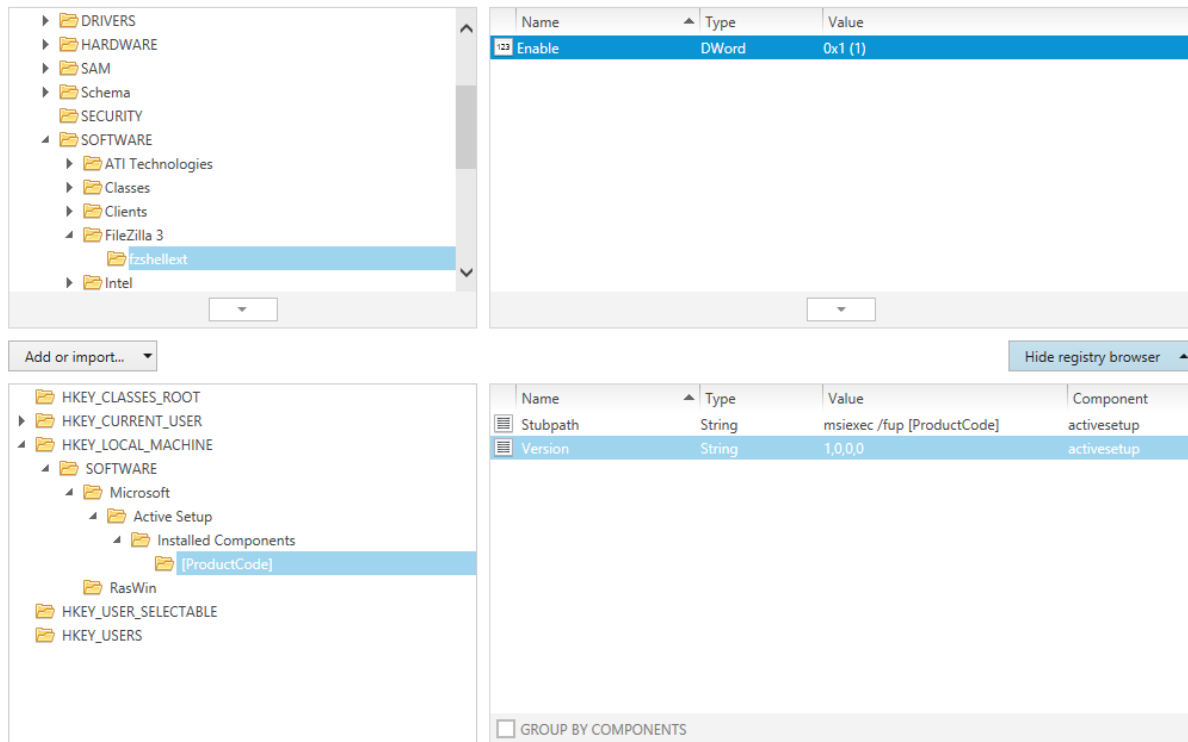 DRIVERS
HARDWARE
SAM
Schema
SECURITY
SOFTWARE
ATI Technologies
Classes
Clients
FileZilla 3
fzshellext
Intel
Name Type Value
123 Enable DWord 0x1 (1)
Add or import...
Hide registry browser
HKEY_CLASSES_ROOT
HKEY_CURRENT_USER
HKEY_LOCAL_MACHINE
SOFTWARE
Microsoft
Active Setup
Installed Components
[ProductCode]
RasWin
HKEY_USER_SELECTABLE
HKEY_USERS
Name Type Value Component
Stubpath String msiexec /fup [ProductCode] activesetup
Version String 1,0,0,0 activesetup
GROUP BY COMPONENTS